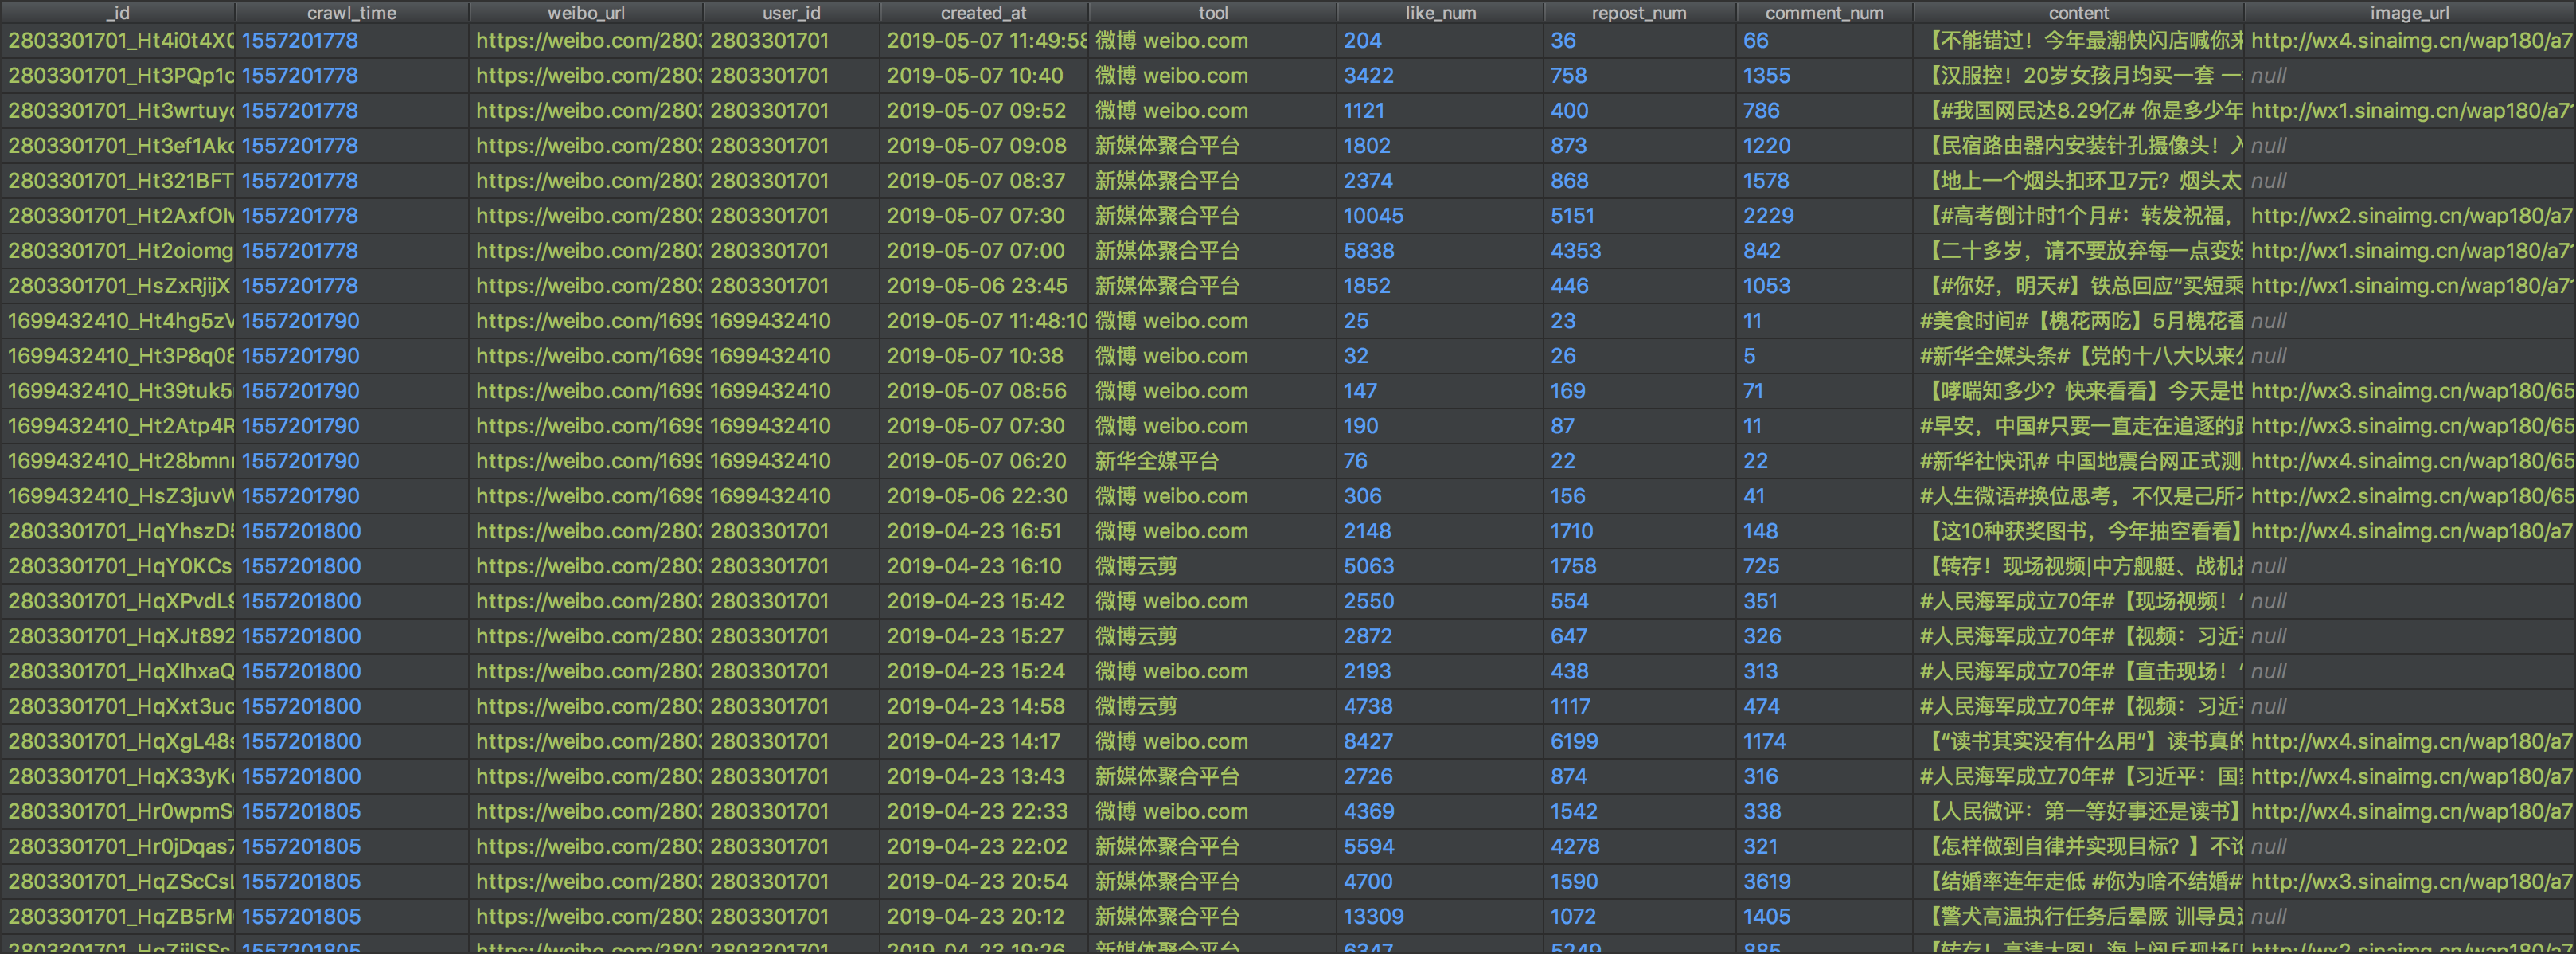 _id crawl_time weibo_url user_id created_at tool like_num repost_num comment_num content image_url
2803301701_Ht4i0t4X0 1557201778 https://weibo.com/2803 2803301701 2019-05-07 11:49:58 微博 weibo.com 204 36 66 【不能错过！今年最潮快闪店喊你来 http://wx4.sinaimg.cn/wap180/a7
2803301701_Ht3PQp1c 1557201778 https://weibo.com/2803 2803301701 2019-05-07 10:40 微博 weibo.com 3422 758 1355 【汉服控！20岁女孩月均买一套 一 null
2803301701_Ht3wrtuyc 1557201778 https://weibo.com/2803 2803301701 2019-05-07 09:52 微博 weibo.com 1121 400 786 【#我国网民达8.29亿# 你是多少年 http://wx1.sinaimg.cn/wap180/a7
2803301701_Ht3ef1Akc 1557201778 https://weibo.com/2803 2803301701 2019-05-07 09:08 新媒体聚合平台 1802 873 1220 【民宿路由器内安装针孔摄像头！入 null
2803301701_Ht321BFT 1557201778 https://weibo.com/2803 2803301701 2019-05-07 08:37 新媒体聚合平台 2374 868 1578 【地上一个烟头扣环卫7元？烟头太 null
2803301701_Ht2AxfOl 1557201778 https://weibo.com/2803 2803301701 2019-05-07 07:30 新媒体聚合平台 10045 5151 2229 【#高考倒计时1个月#：转发祝福， http://wx2.sinaimg.cn/wap180/a7
2803301701_Ht2oiomg 1557201778 https://weibo.com/2803 2803301701 2019-05-07 07:00 新媒体聚合平台 5838 4353 842 【二十多岁，请不要放弃每一点变好 http://wx1.sinaimg.cn/wap180/a7
2803301701_HsZxRjijX 1557201778 https://weibo.com/2803 2803301701 2019-05-06 23:45 新媒体聚合平台 1852 446 1053 【#你好，明天#】铁总回应“买短乘 http://wx1.sinaimg.cn/wap180/a7
1699432410_Ht4hg5zV 1557201790 https://weibo.com/1699 1699432410 2019-05-07 11:48:10 微博 weibo.com 25 23 11 #美食时间#【槐花两吃】5月槐花香 null
1699432410_Ht3P8q08 1557201790 https://weibo.com/1699 1699432410 2019-05-07 10:38 微博 weibo.com 32 26 5 #新华全媒头条#【党的十八大以来 null
1699432410_Ht39tuk5 1557201790 https://weibo.com/1699 1699432410 2019-05-07 08:56 微博 weibo.com 147 169 71 【哮喘知多少？快来看看】今天是世 http://wx3.sinaimg.cn/wap180/65
1699432410_Ht2Atp4R 1557201790 https://weibo.com/1699 1699432410 2019-05-07 07:30 微博 weibo.com 190 87 11 #早安，中国#只要一直走在追逐的路 http://wx3.sinaimg.cn/wap180/65
1699432410_Ht28bmn 1557201790 https://weibo.com/1699 1699432410 2019-05-07 06:20 新华全媒平台 76 22 22 #新华社快讯# 中国地震台网正式测 http://wx4.sinaimg.cn/wap180/65
1699432410_HsZ3juvW 1557201790 https://weibo.com/1699 1699432410 2019-05-06 22:30 微博 weibo.com 306 156 41 #人生微语#换位思考，不仅是己所不 http://wx2.sinaimg.cn/wap180/65
2803301701_HqYhszD5 1557201800 https://weibo.com/2803 2803301701 2019-04-23 16:51 微博 weibo.com 2148 1710 148 【这10种获奖图书，今年抽空看看】 http://wx4.sinaimg.cn/wap180/a7
2803301701_HqY0KCs 1557201800 https://weibo.com/2803 2803301701 2019-04-23 16:10 微博云剪 5063 1758 725 【转存！现场视频|中方舰艇、战机 null
2803301701_HqXPvdL9 1557201800 https://weibo.com/2803 2803301701 2019-04-23 15:42 微博 weibo.com 2550 554 351 #人民海军成立70年#【现场视频！“ null
2803301701_HqXJt892 1557201800 https://weibo.com/2803 2803301701 2019-04-23 15:27 微博云剪 2872 647 326 #人民海军成立70年#【视频：习近平 null
2803301701_HqXIhxaQ 1557201800 https://weibo.com/2803 2803301701 2019-04-23 15:24 微博 weibo.com 2193 438 313 #人民海军成立70年#【直击现场！“ null
2803301701_HqXxt3uc 1557201800 https://weibo.com/2803 2803301701 2019-04-23 14:58 微博云剪 4738 1117 474 #人民海军成立70年#【视频：习近平 null
2803301701_HqXgL48s 1557201800 https://weibo.com/2803 2803301701 2019-04-23 14:17 微博 weibo.com 8427 6199 1174 【“读书其实没有什么用”】读书真的 http://wx4.sinaimg.cn/wap180/a7
2803301701_HqX33yK 1557201800 https://weibo.com/2803 2803301701 2019-04-23 13:43 新媒体聚合平台 2726 874 316 #人民海军成立70年#【习近平：国 http://wx4.sinaimg.cn/wap180/a7
2803301701_Hr0wpmS 1557201805 https://weibo.com/2803 2803301701 2019-04-23 22:33 微博 weibo.com 4369 1542 338 【人民微评：第一等好事还是读书】 http://wx4.sinaimg.cn/wap180/a7
2803301701_Hr0jDqas7 1557201805 https://weibo.com/2803 2803301701 2019-04-23 22:02 新媒体聚合平台 5594 4278 321 【怎样做到自律并实现目标？】不论 null
2803301701_HqZScCsL 1557201805 https://weibo.com/2803 2803301701 2019-04-23 20:54 新媒体聚合平台 4700 1590 3619 【结婚率连年走低 #你为啥不结婚# http://wx3.sinaimg.cn/wap180/a7
2803301701_HqZB5rM 1557201805 https://weibo.com/2803 2803301701 2019-04-23 20:12 新媒体聚合平台 13309 1072 1405 【警犬高温执行任务后晕厥 训导员 null
2803301701_HqZijlSSs 1557201805 https://weibo.com/2803 2803301701 2019-04-23 19:26 新媒体聚合平台 6347 5249 885 【转存！高清大图！海上阅兵现场 http://wx2.sinaimg.cn/wap180/a7